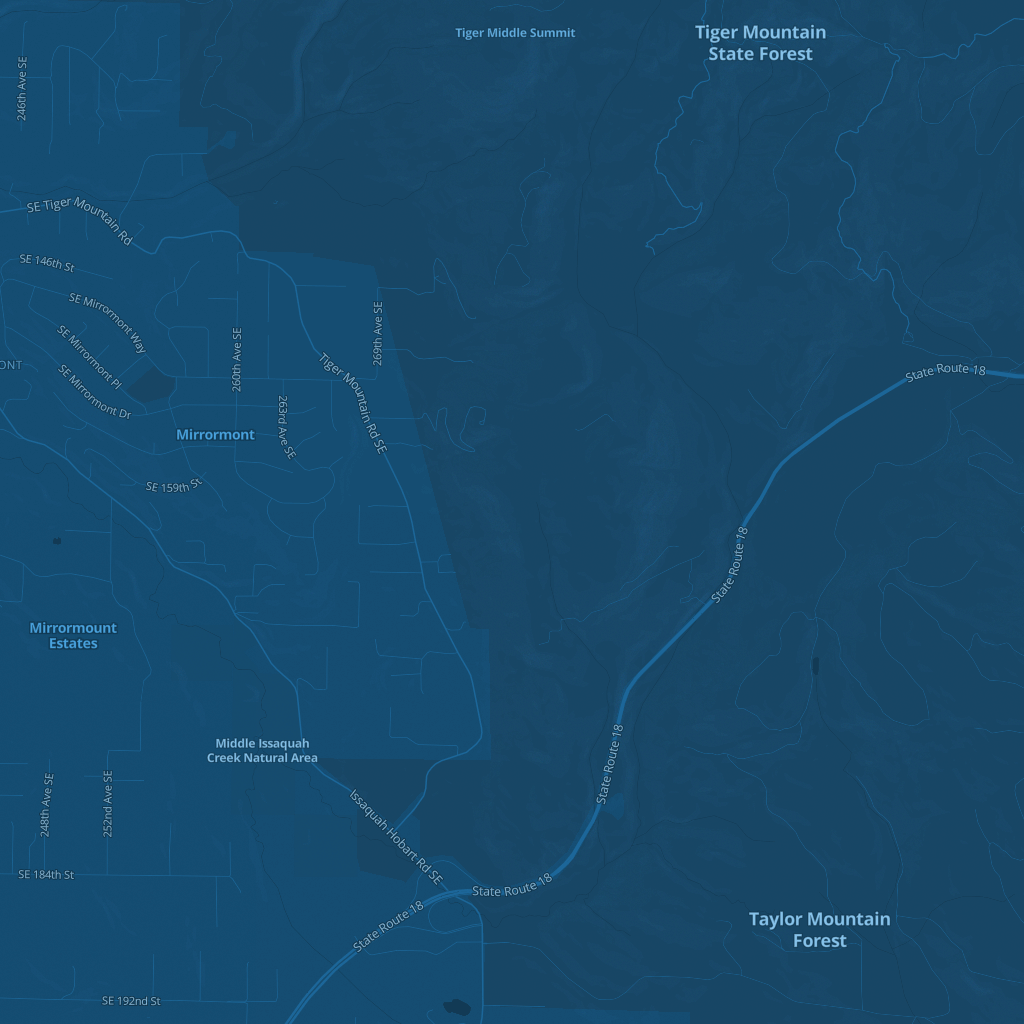 Tiger Middle Summit
Tiger Mountain
State Forest
246th Ave SE
SE Tiger Mountain Rd
SE 146th St
SE Mirrormont Way
SE Mirrormont Pl
SE Mirrormont Dr
260th Ave SE
269th Ave SE
Tiger Mountain Rd SE
263rd Ave SE
ONT
State Route 18
Mirrormont
SE 159th St
State Route 18
Mirrormount
Estates
Middle Issaquah
Creek Natural Area
State Route 18
248th Ave SE
252nd Ave SE
Issaquah Hobart Rd SE
SE 184th St
State Route 18
State Route 18
Taylor Mountain
Forest
SE 192nd St